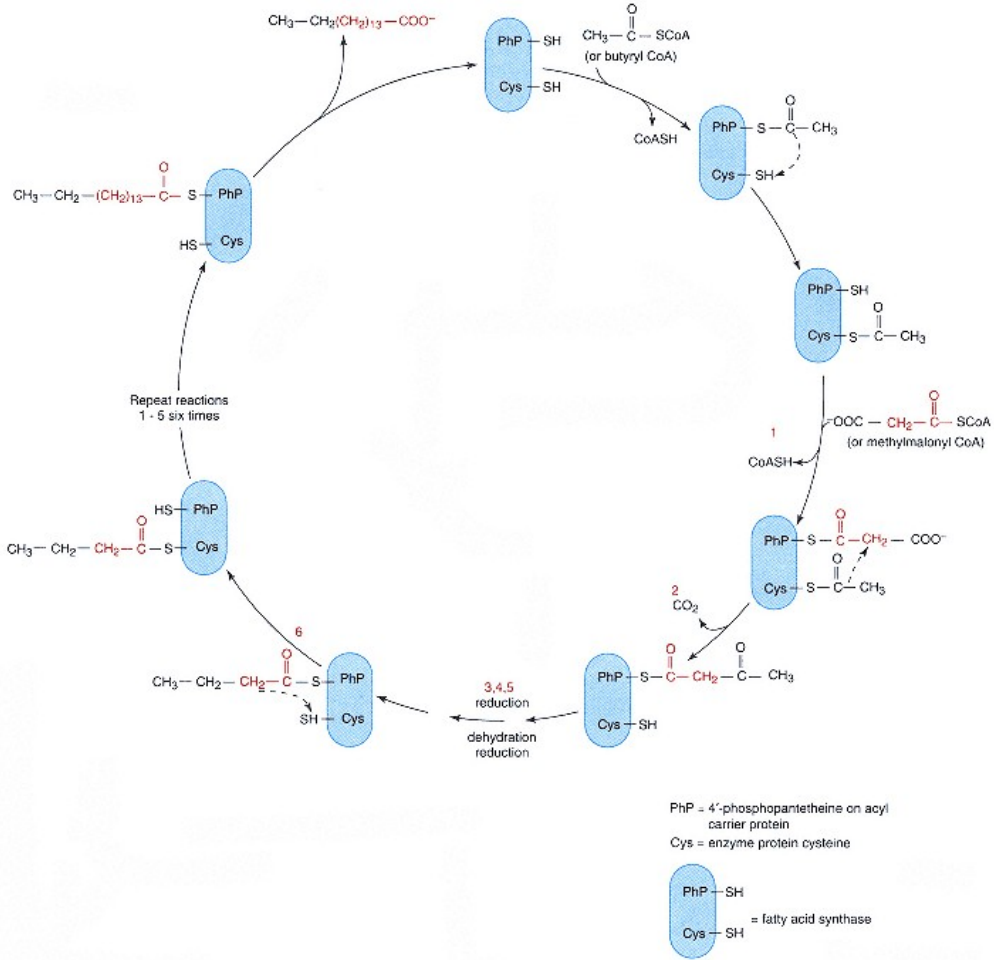 CH₃—CH₂(CH₂)₁₃—COO⁻
PhP—SH
Cys—SH
O
CH₃—C—SCoA
(or butyryl CoA)
CoASH
O
PhP—S—C—CH₃
Cys—SH
O
CH₃—CH₂—(CH₂)₁₃—C—S—PhP
HS—Cys
PhP—SH
O
Cys—S—C—CH₃
Repeat reactions
1 - 5 six times
1
O
⁻OOC—CH₂—C—SCoA
(or methylmalonyl CoA)
CoASH
HS—PhP
O
CH₃—CH₂—CH₂—C—S—Cys
O
PhP—S—C—CH₂—COO⁻
O
Cys—S—C—CH₃
2
CO₂
6
O
CH₃—CH₂—CH₂—C—S—PhP
SH—Cys
3,4,5
reduction
dehydration
reduction
O O
PhP—S—C—CH₂—C—CH₃
Cys—SH
PhP = 4′-phosphopantetheine on acyl
carrier protein
Cys = enzyme protein cysteine
PhP—SH
= fatty acid synthase
Cys—SH